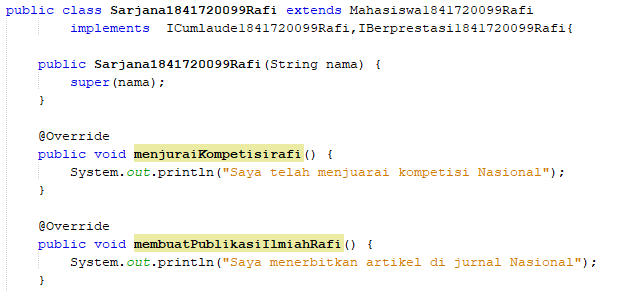 public class Sarjana1841720099Rafi extends Mahasiswa1841720099Rafi
implements  ICumlaude1841720099Rafi,IBerprestasi1841720099Rafi{
public Sarjana1841720099Rafi(String nama) {
super(nama);
}
@Override
public void menjuraiKompetisirafi() {
System.out.println("Saya telah menjuarai kompetisi Nasional");
}
@Override
public void membuatPublikasiIlmiahRafi() {
System.out.println("Saya menerbitkan artikel di jurnal Nasional");
}